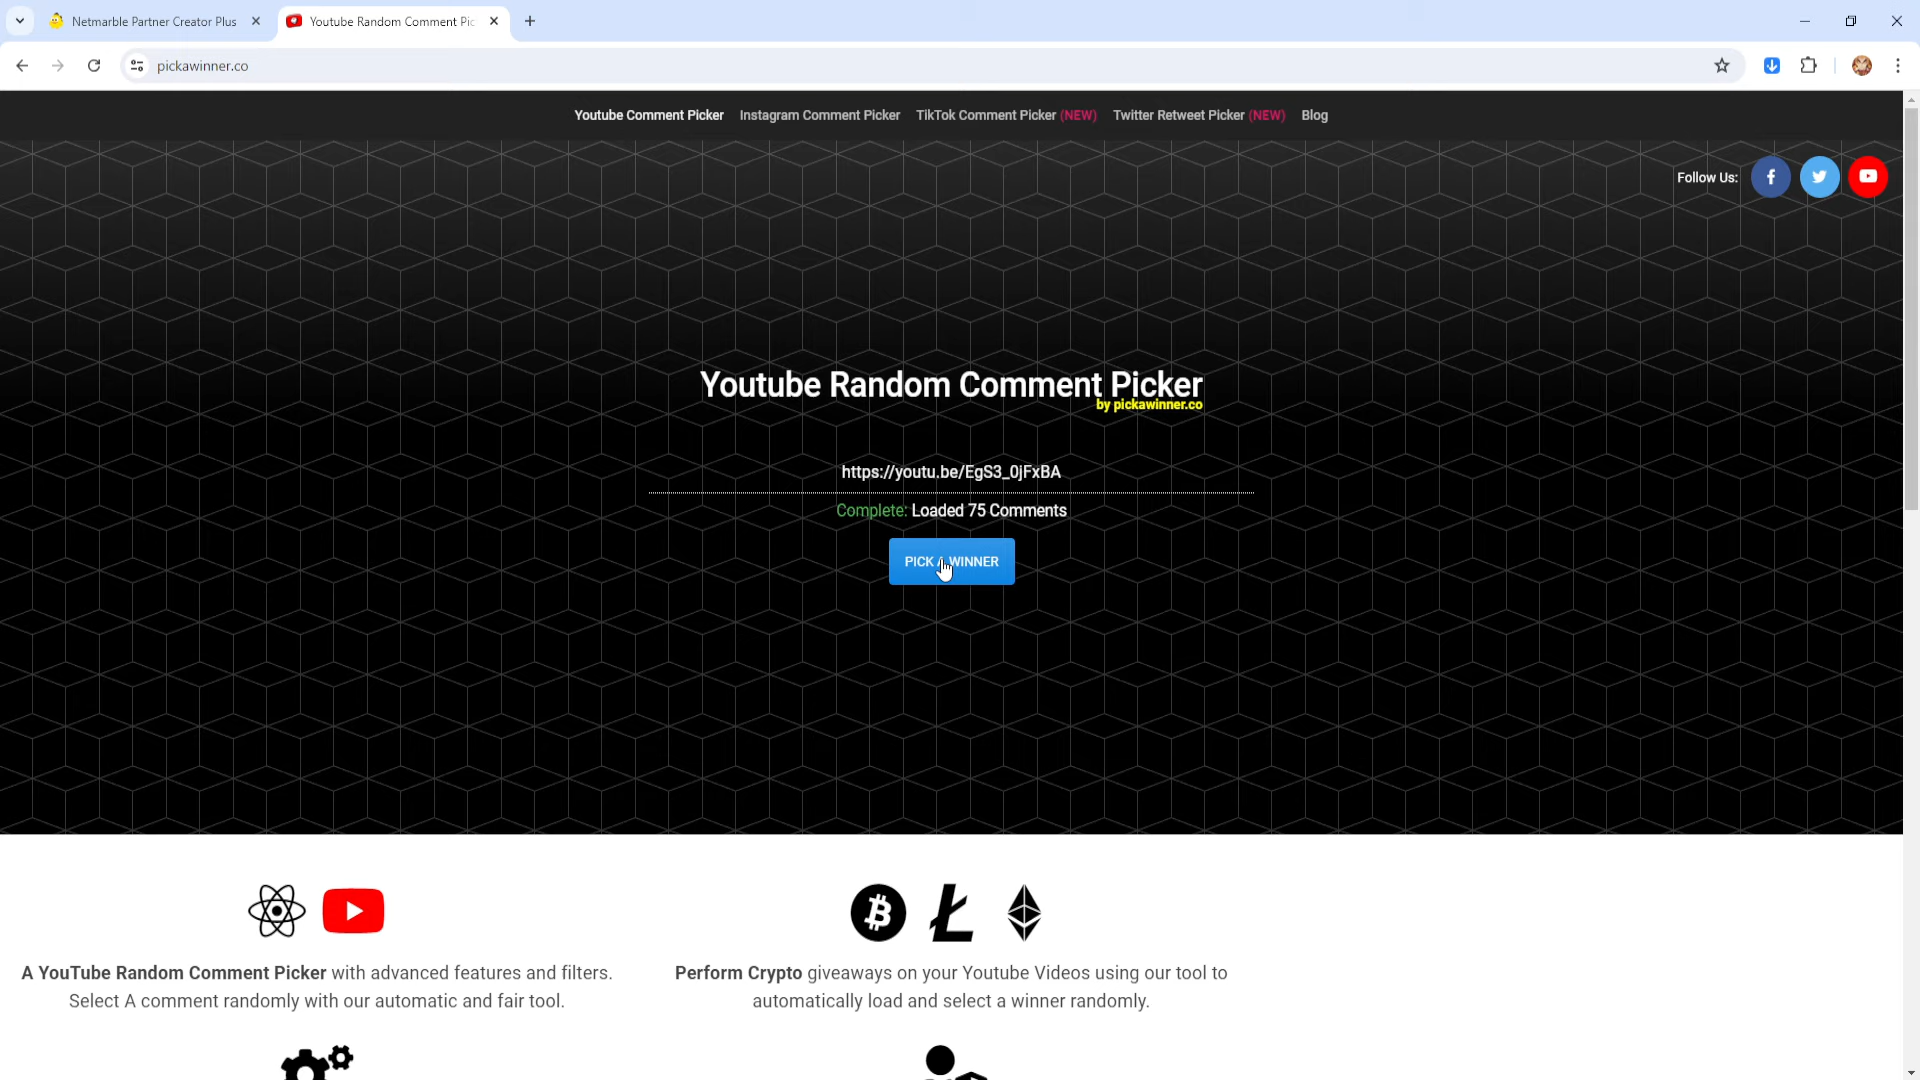 Netmarble Partner Creator Plus
Youtube Random Comment Pic
pickawinner.co
Youtube Comment Picker Instagram Comment Picker TikTok Comment Picker (NEW) Twitter Retweet Picker (NEW) Blog
Follow Us:
Youtube Random Comment Picker
by pickawinner.co
https://youtu.be/EgS3_0jFxBA
Complete: Loaded 75 Comments
PICK A WINNER
A YouTube Random Comment Picker with advanced features and filters.
Select A comment randomly with our automatic and fair tool.
Perform Crypto giveaways on your Youtube Videos using our tool to
automatically load and select a winner randomly.